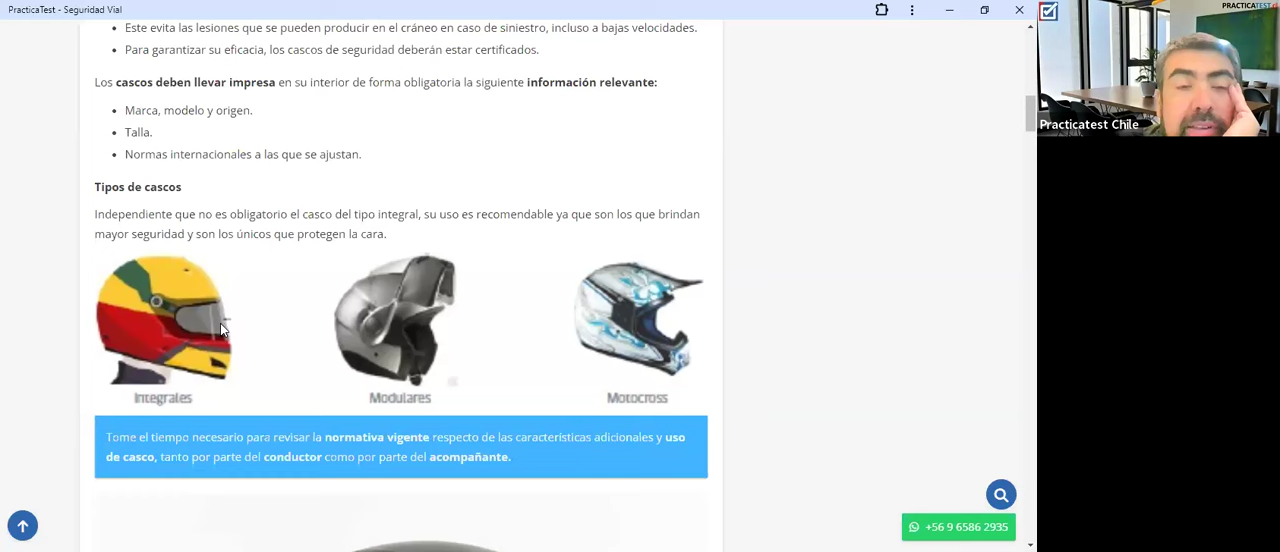 PracticaTest - Seguridad Vial
Este evita las lesiones que se pueden producir en el cráneo en caso de siniestro, incluso a bajas velocidades.
Para garantizar su eficacia, los cascos de seguridad deberán estar certificados.
Los cascos deben llevar impresa en su interior de forma obligatoria la siguiente información relevante:
Marca, modelo y origen.
Talla.
Normas internacionales a las que se ajustan.
Tipos de cascos
Independiente que no es obligatorio el casco del tipo integral, su uso es recomendable ya que son los que brindan
mayor seguridad y son los únicos que protegen la cara.
Integrales
Modulares
Motocross
Tome el tiempo necesario para revisar la normativa vigente respecto de las características adicionales y uso
de casco, tanto por parte del conductor como por parte del acompañante.
+56 9 6586 2935
PRACTICATEST
Practicatest Chile